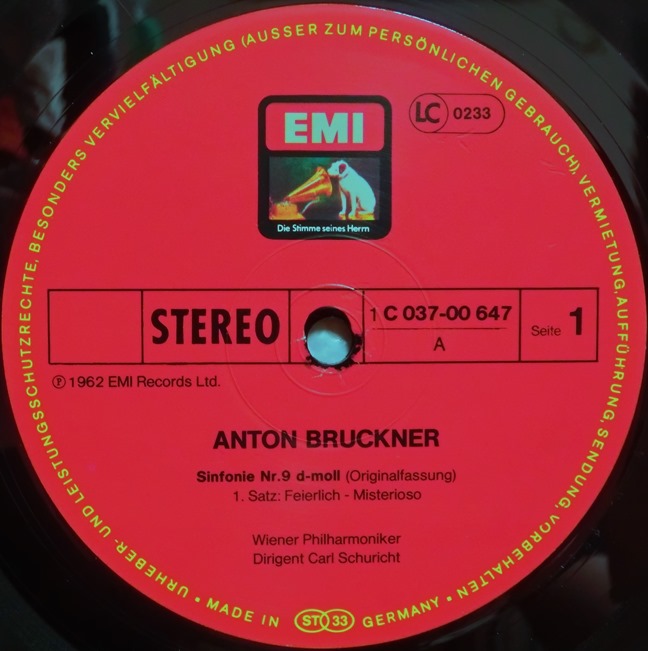 URHEBER- UND LEISTUNGSSCHUTZRECHTE, BESONDERS VERVIELFÄLTIGUNG (AUSSER ZUM PERSÖNLICHEN GEBRAUCH), VERMIETUNG, AUFFÜHRUNG, SENDUNG, VORBEHALTEN •
EMI
LC 0233
Die Stimme seines Herrn
STEREO
1 C 037-00 647
A
Seite 1
℗ 1962 EMI Records Ltd.
ANTON BRUCKNER
Sinfonie Nr.9 d-moll (Originalfassung)
1. Satz: Feierlich - Misterioso
Wiener Philharmoniker
Dirigent Carl Schuricht
• MADE IN ST 33 GERMANY •